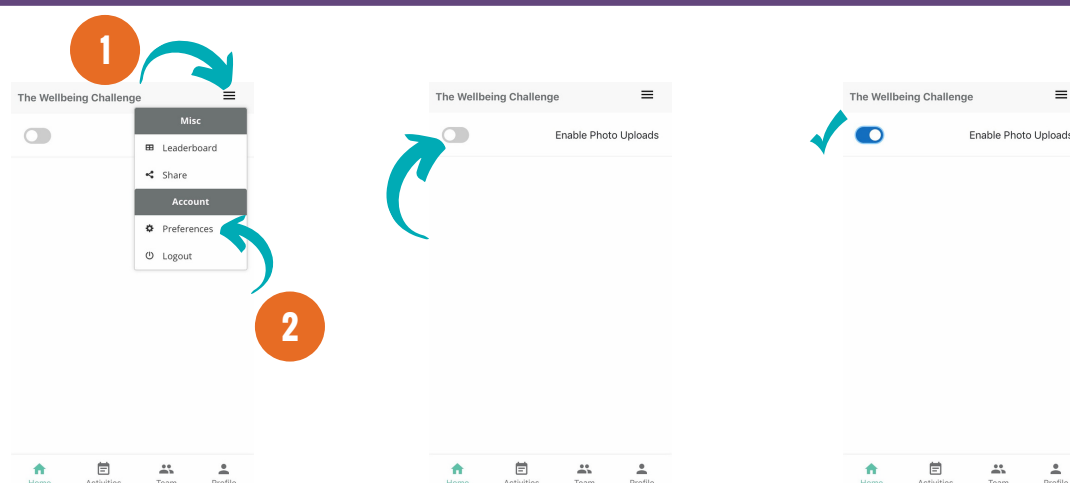 1
The Wellbeing Challenge
Misc
Leaderboard
Share
Account
Preferences
Logout
2
Home Activities Team Profile
The Wellbeing Challenge
Enable Photo Uploads
Home Activities Team Profile
The Wellbeing Challenge
Enable Photo Uploads
Home Activities Team Profile